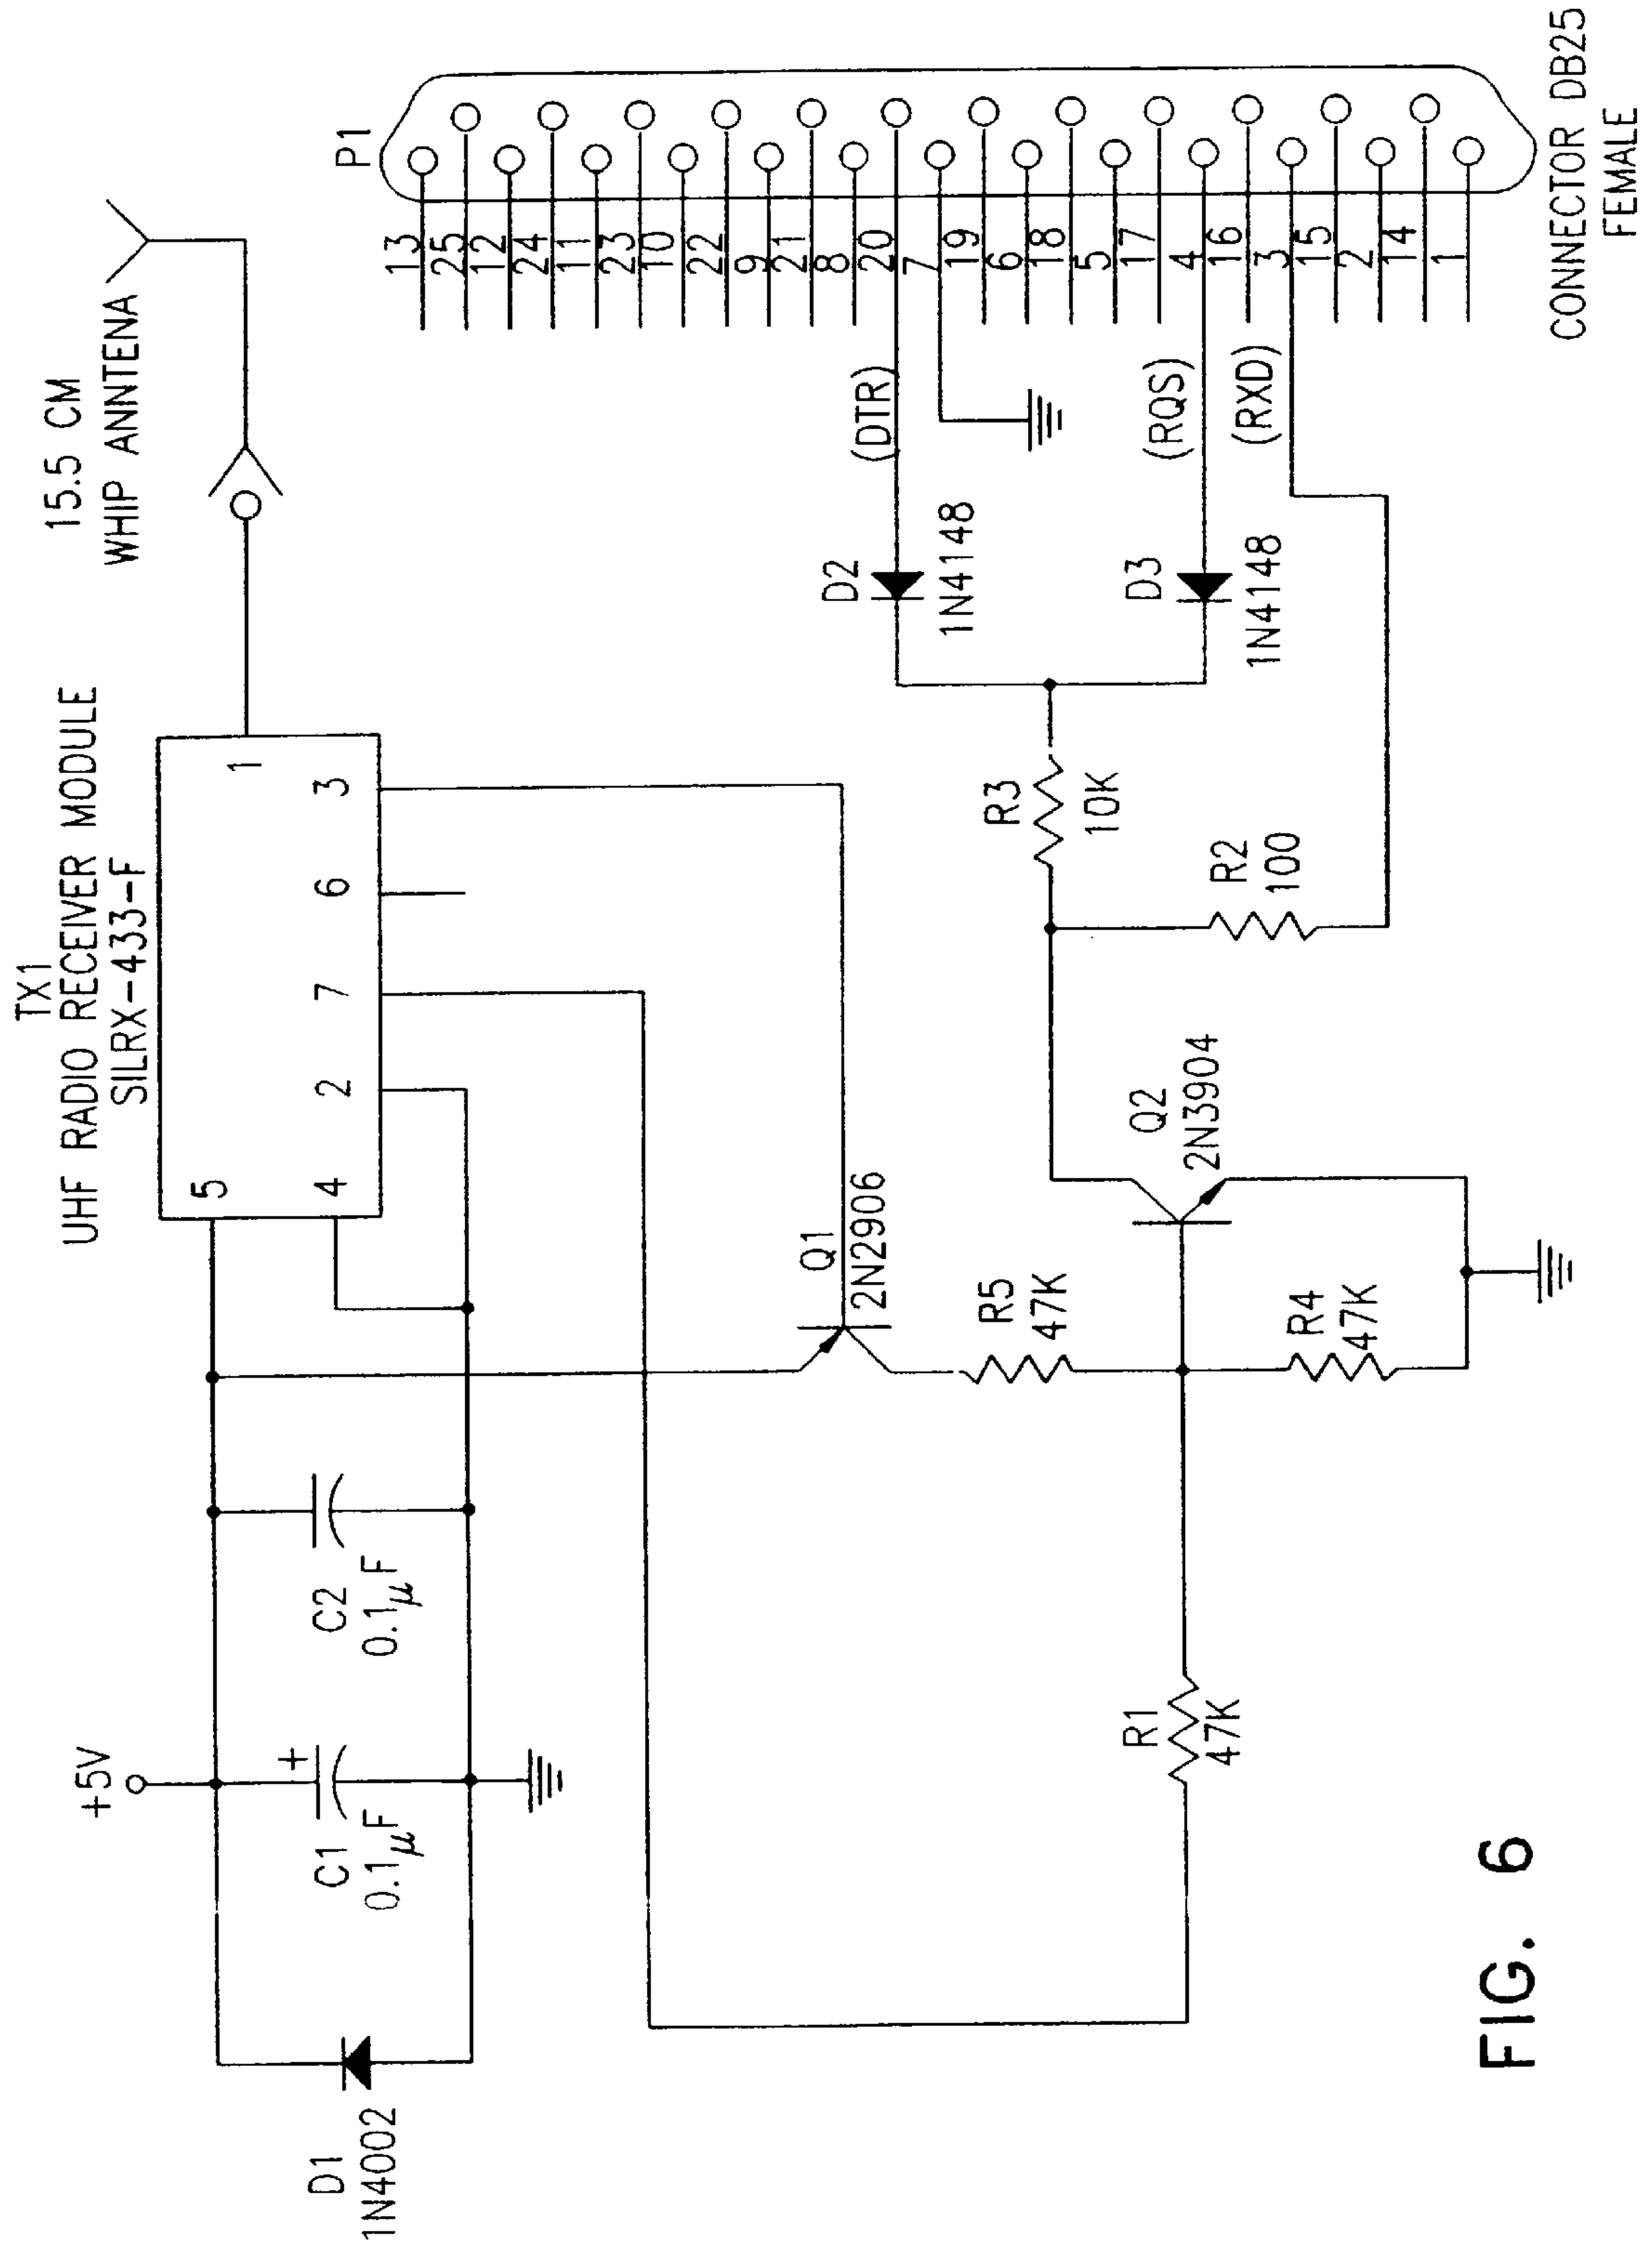 TX1
UHF RADIO RECEIVER MODULE
SILRX-433-F
5
4
2
7
6
3
1
15.5 CM
WHIP ANNTENA
+5V
D1
1N4002
C1
0.1μF
+
C2
0.1μF
Q1
2N2906
R5
47K
R4
47K
R1
47K
Q2
2N3904
R3
10K
R2
100
D2
1N4148
D3
1N4148
(DTR)
(RQS)
(RXD)
P1
13
25
12
24
11
23
10
22
9
21
8
20
7
19
6
18
5
17
4
16
3
15
2
14
1
CONNECTOR DB25
FEMALE
FIG. 6